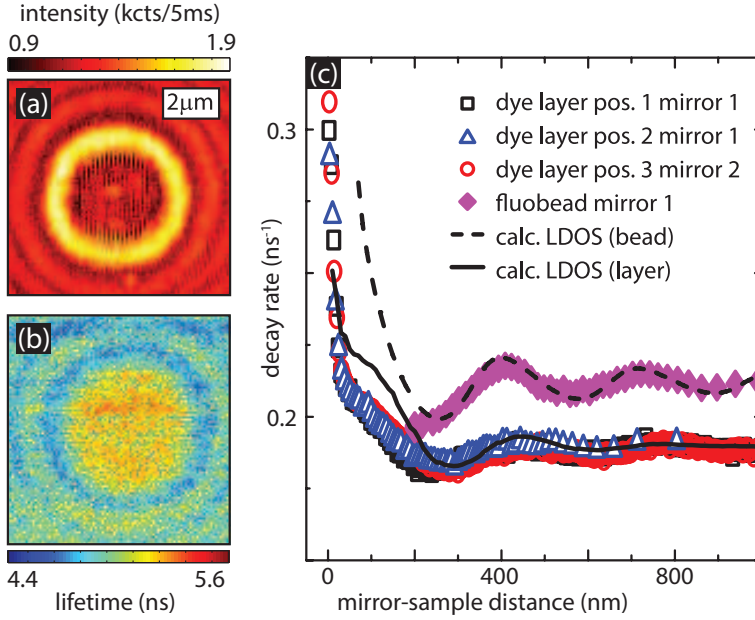 intensity (kcts/5ms)
0.9 1.9
(a)
2μm
(b)
4.4 5.6
lifetime (ns)
(c)
dye layer pos. 1 mirror 1
dye layer pos. 2 mirror 1
dye layer pos. 3 mirror 2
fluobead mirror 1
calc. LDOS (bead)
calc. LDOS (layer)
decay rate (ns⁻¹)
0.3
0.2
0 400 800
mirror-sample distance (nm)